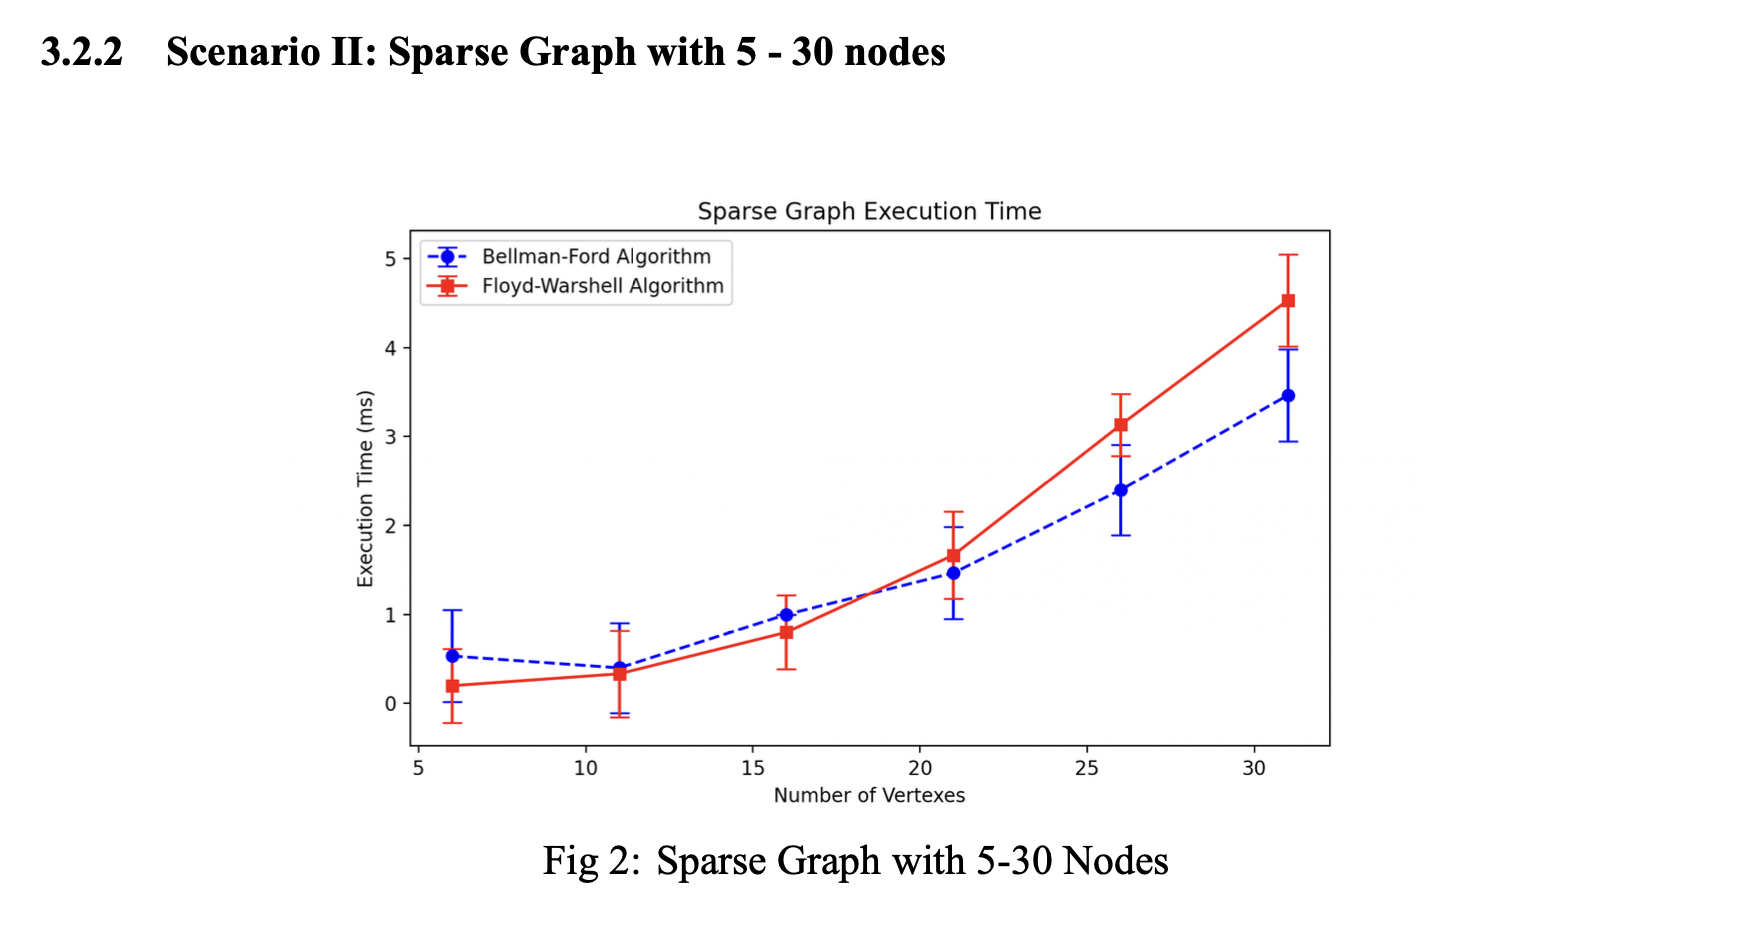 3.2.2 Scenario II: Sparse Graph with 5 - 30 nodes
Sparse Graph Execution Time
Bellman-Ford Algorithm
Floyd-Warshell Algorithm
Execution Time (ms)
5
4
3
2
1
0
5 10 15 20 25 30
Number of Vertexes
Fig 2: Sparse Graph with 5-30 Nodes